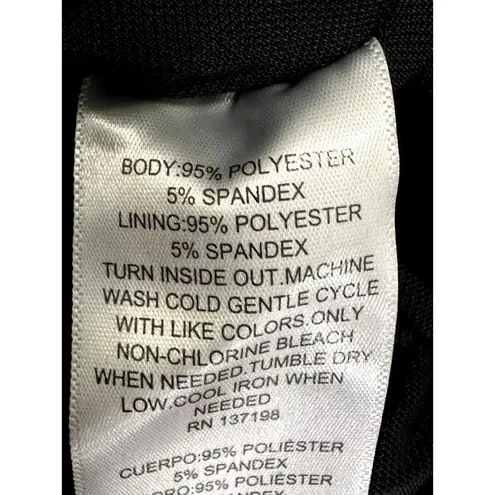 BODY:95% POLYESTER
5% SPANDEX
LINING:95% POLYESTER
5% SPANDEX
TURN INSIDE OUT.MACHINE
WASH COLD GENTLE CYCLE
WITH LIKE COLORS.ONLY
NON-CHLORINE BLEACH
WHEN NEEDED.TUMBLE DRY
LOW.COOL IRON WHEN
NEEDED
RN 137198
CUERPO:95% POLIÉSTER
5% SPANDEX
95% POLIÉSTER